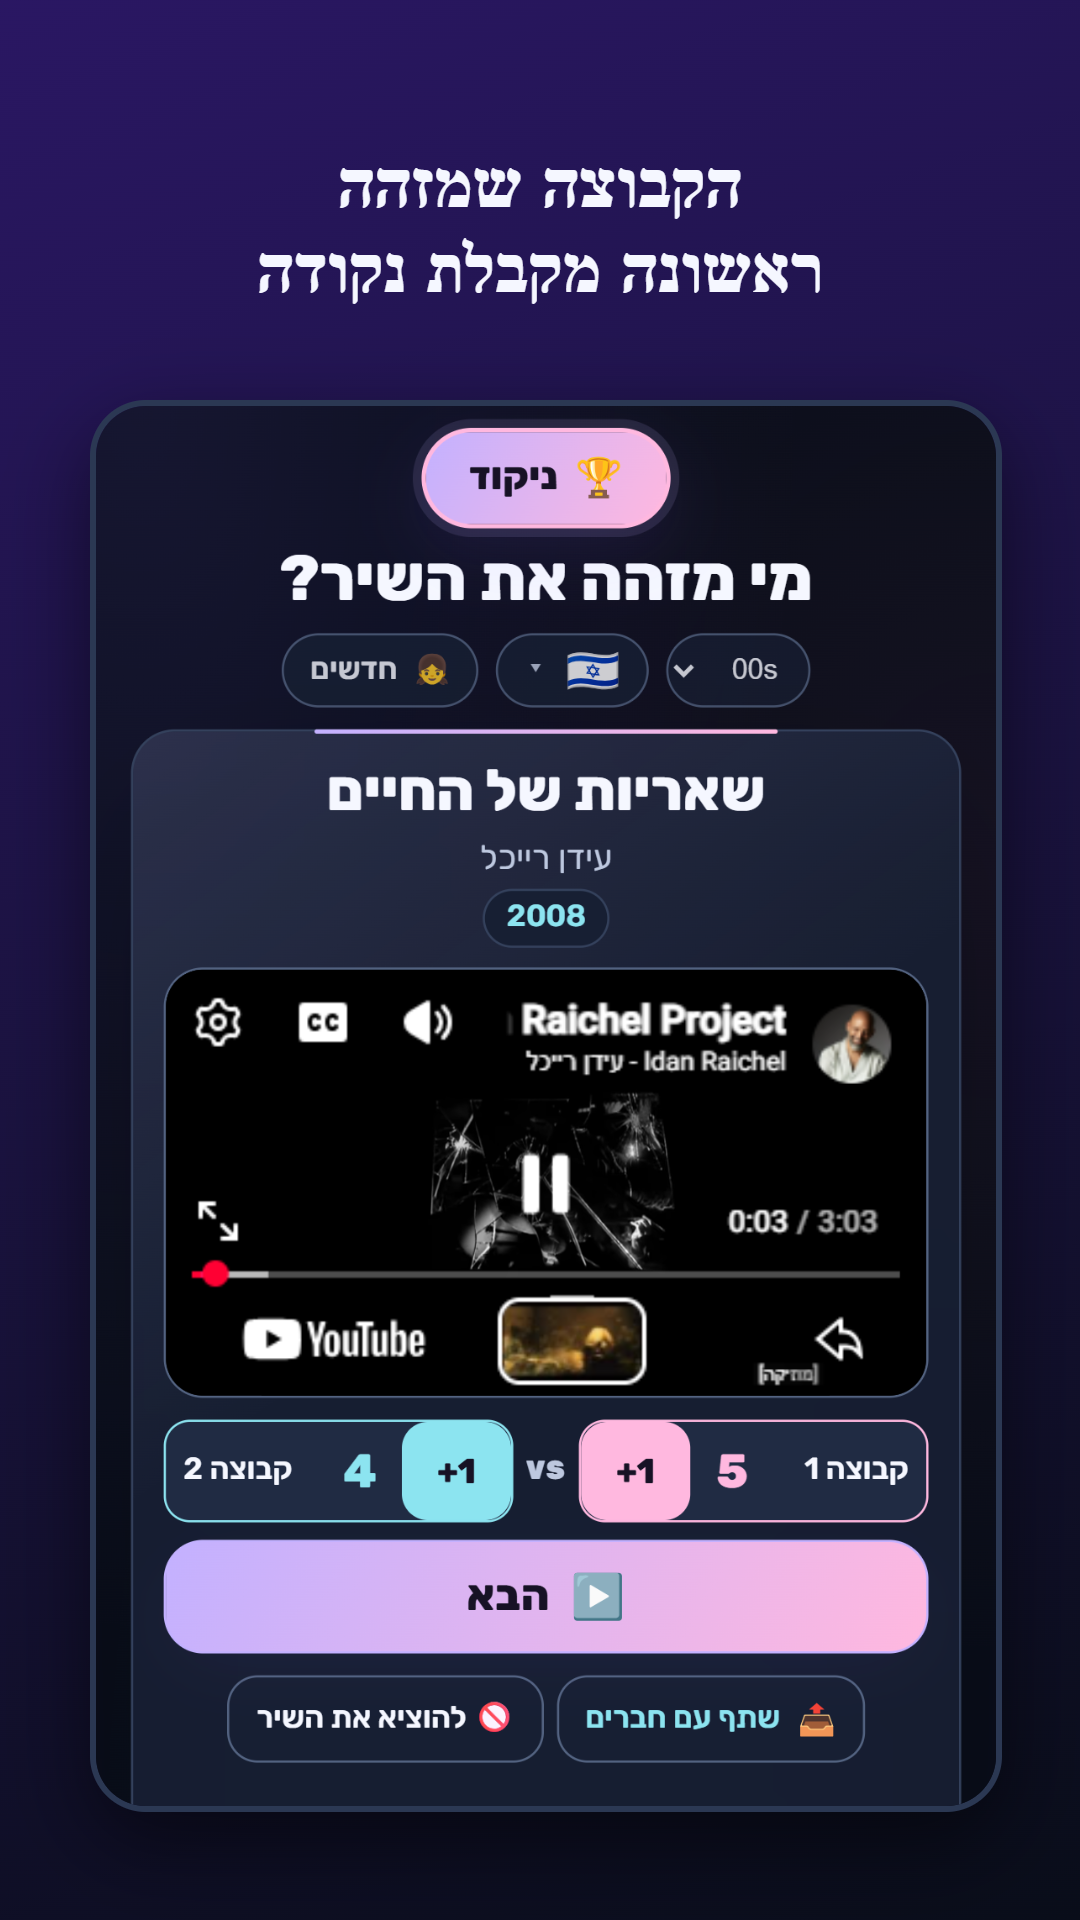 הקבוצה שמזהה
ראשונה מקבלת נקודה
🏆 ניקוד
מי מזהה את השיר?
00s
👧 חדשים
שאריות של החיים
עידן רייכל
2008
Raichel Project
Idan Raichel - עידן רייכל
CC
0:03 / 3:03
YouTube
[מוזיקה]
קבוצה 1 5 +1 vs +1 4 קבוצה 2
הבא
שתף עם חברים
להוציא את השיר